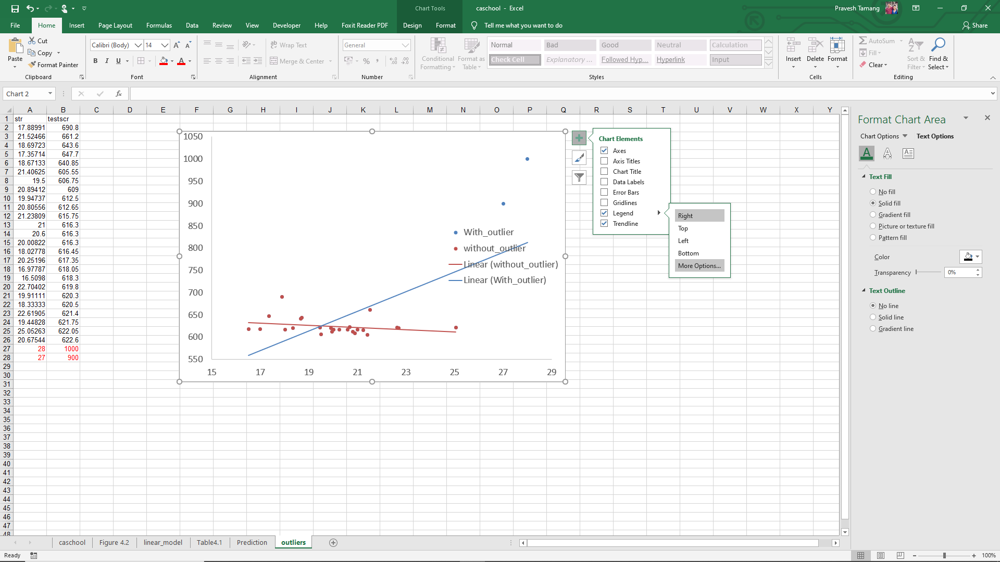 Chart Tools
caschool - Excel
Pravesh Tamang
File Home Insert Page Layout Formulas Data Review View Developer Help Foxit Reader PDF Design Format Tell me what you want to do Share
Cut
Copy
Format Painter
Paste
Clipboard
Calibri (Body) 14 A A
B I U A
Font
ab Wrap Text
Merge & Center
Alignment
General
% , .0 .00 .00 .0
Number
Conditional Formatting
Format as Table
Normal Bad Good Neutral Calculation
Check Cell Explanatory ... Followed Hyp... Hyperlink Input
Styles
Insert Delete Format
Cells
AutoSum
Fill
Clear
Sort & Filter
Find & Select
Editing
Chart 2 fx
A B C D E F G H I J K L M N O P Q R S T U V W X Y
1 str testscr
2 17.88991 690.8
3 21.52466 661.2
4 18.69723 643.6
5 17.35714 647.7
6 18.67133 640.85
7 21.40625 605.55
8 19.5 606.75
9 20.89412 609
10 19.94737 612.5
11 20.80556 612.65
12 21.23809 615.75
13 21 616.3
14 20.6 616.3
15 20.00822 616.3
16 18.02778 616.45
17 20.25196 617.35
18 16.97787 618.05
19 16.5098 618.3
20 22.70402 619.8
21 19.91111 620.3
22 18.33333 620.5
23 22.61905 621.4
24 19.44828 621.75
25 25.05263 622.05
26 20.67544 622.6
27 28 1000
28 27 900
29
30
31
32
33
34
35
36
37
38
39
40
41
42
43
44
45
46
47
48
1050
1000
950
900
850
800
750
700
650
600
550
15 17 19 21 23 25 27 29
With_outlier
without_outlier
Linear (without_outlier)
Linear (With_outlier)
Chart Elements
Axes
Axis Titles
Chart Title
Data Labels
Error Bars
Gridlines
Legend
Trendline
Right
Top
Left
Bottom
More Options...
Format Chart Area
Chart Options Text Options
A A A
Text Fill
No fill
Solid fill
Gradient fill
Picture or texture fill
Pattern fill
Color
Transparency 0%
Text Outline
No line
Solid line
Gradient line
caschool Figure 4.2 linear_model Table4.1 Prediction outliers
Ready
100%